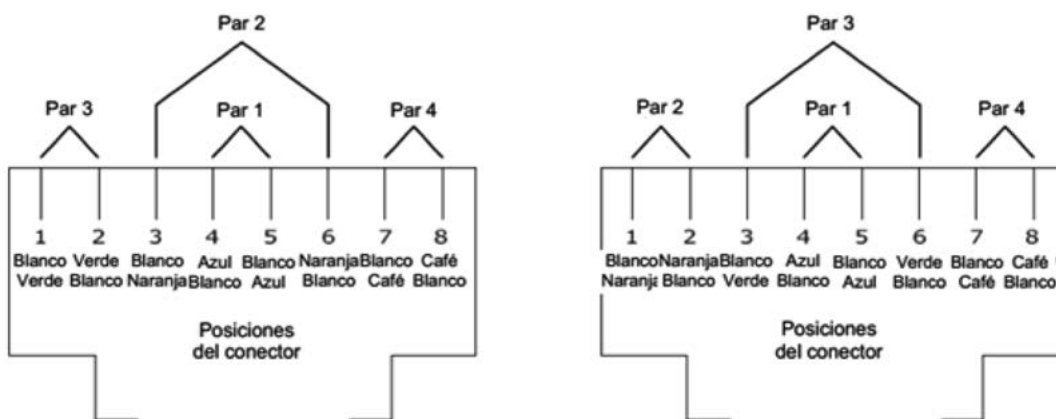 Par 2
Par 3 Par 1 Par 4
1 2 3 4 5 6 7 8
Blanco Verde Blanco Azul Blanco Naranja Blanco Café
Verde Blanco Naranja Blanco Azul Blanco Café Blanco
Posiciones
del conector
Par 3
Par 2 Par 1 Par 4
1 2 3 4 5 6 7 8
Blanco Naranja Blanco Azul Blanco Verde Blanco Café
Naranja Blanco Verde Blanco Azul Blanco Café Blanco
Posiciones
del conector